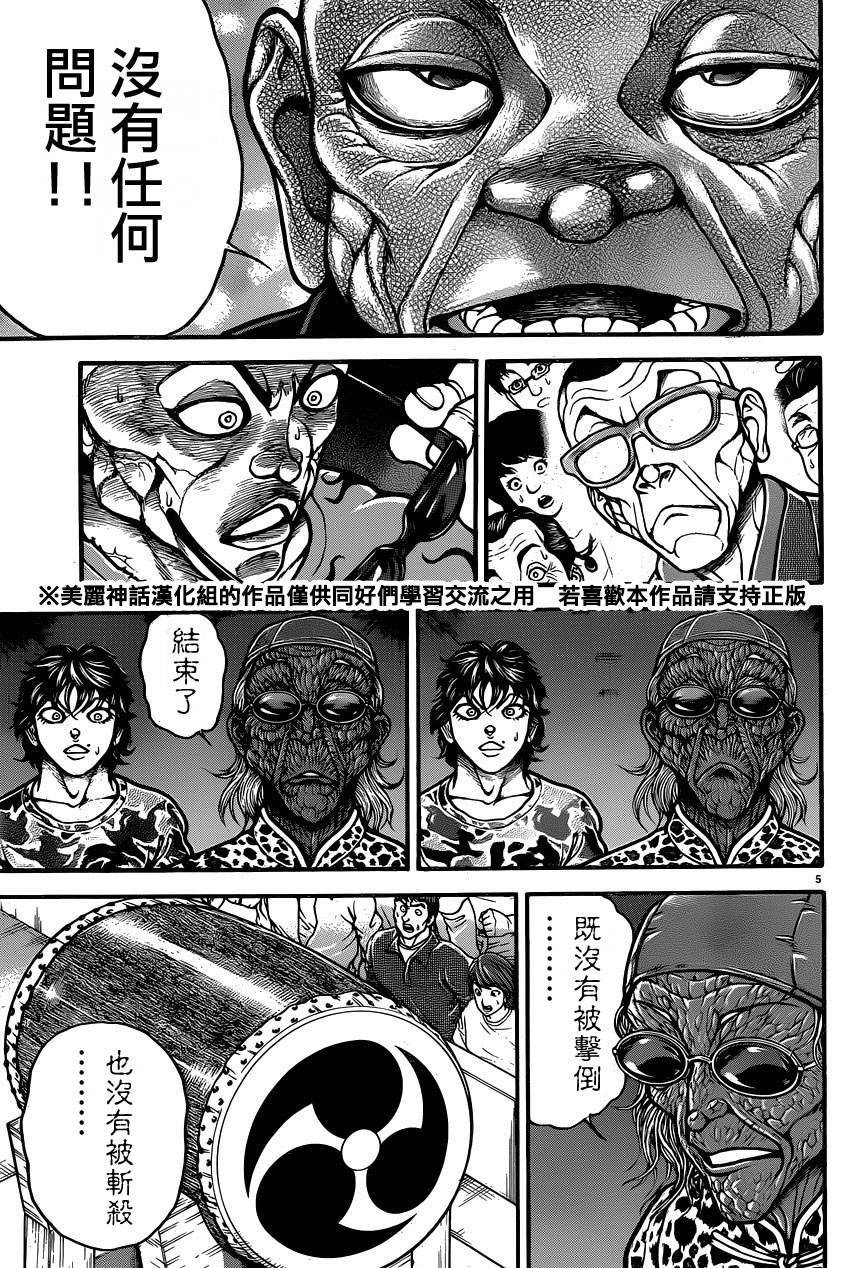 沒有任何
問題!!
※美麗神話漢化組的作品僅供同好們學習交流之用 若喜歡本作品請支持正版
結束了
5
既沒有被擊倒
………
也沒有被斬殺
………